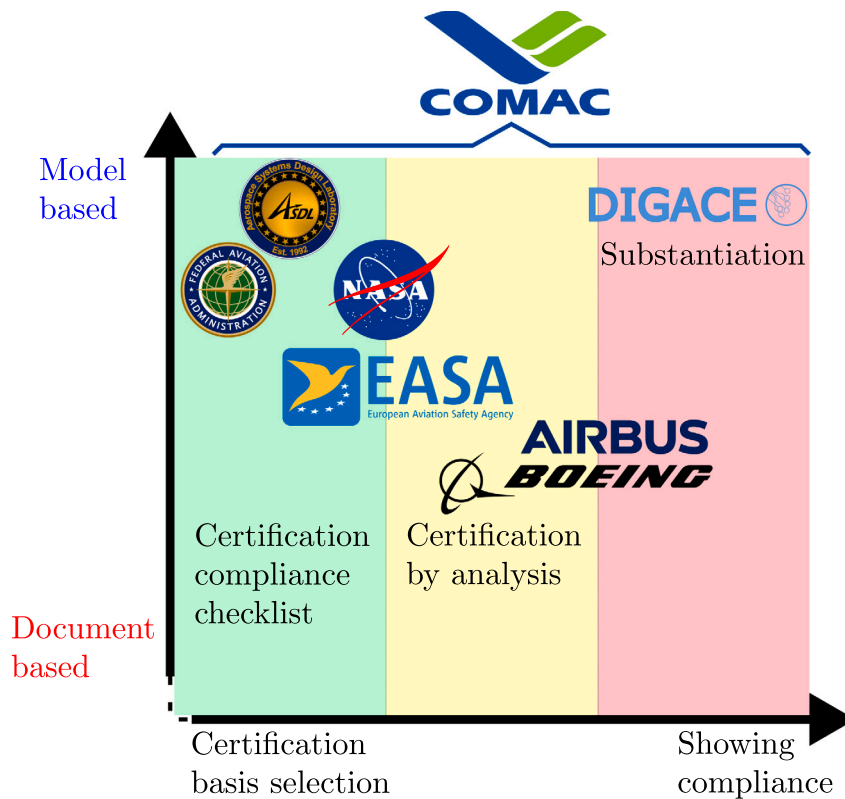 COMAC
Model
based
Aerospace Systems Design Laboratory
ASDL
Est. 1992
DIGACE
Substantiation
FEDERAL AVIATION
ADMINISTRATION
NASA
EASA
European Aviation Safety Agency
AIRBUS
BOEING
Certification
compliance
checklist
Certification
by analysis
Document
based
Certification
basis selection
Showing
compliance